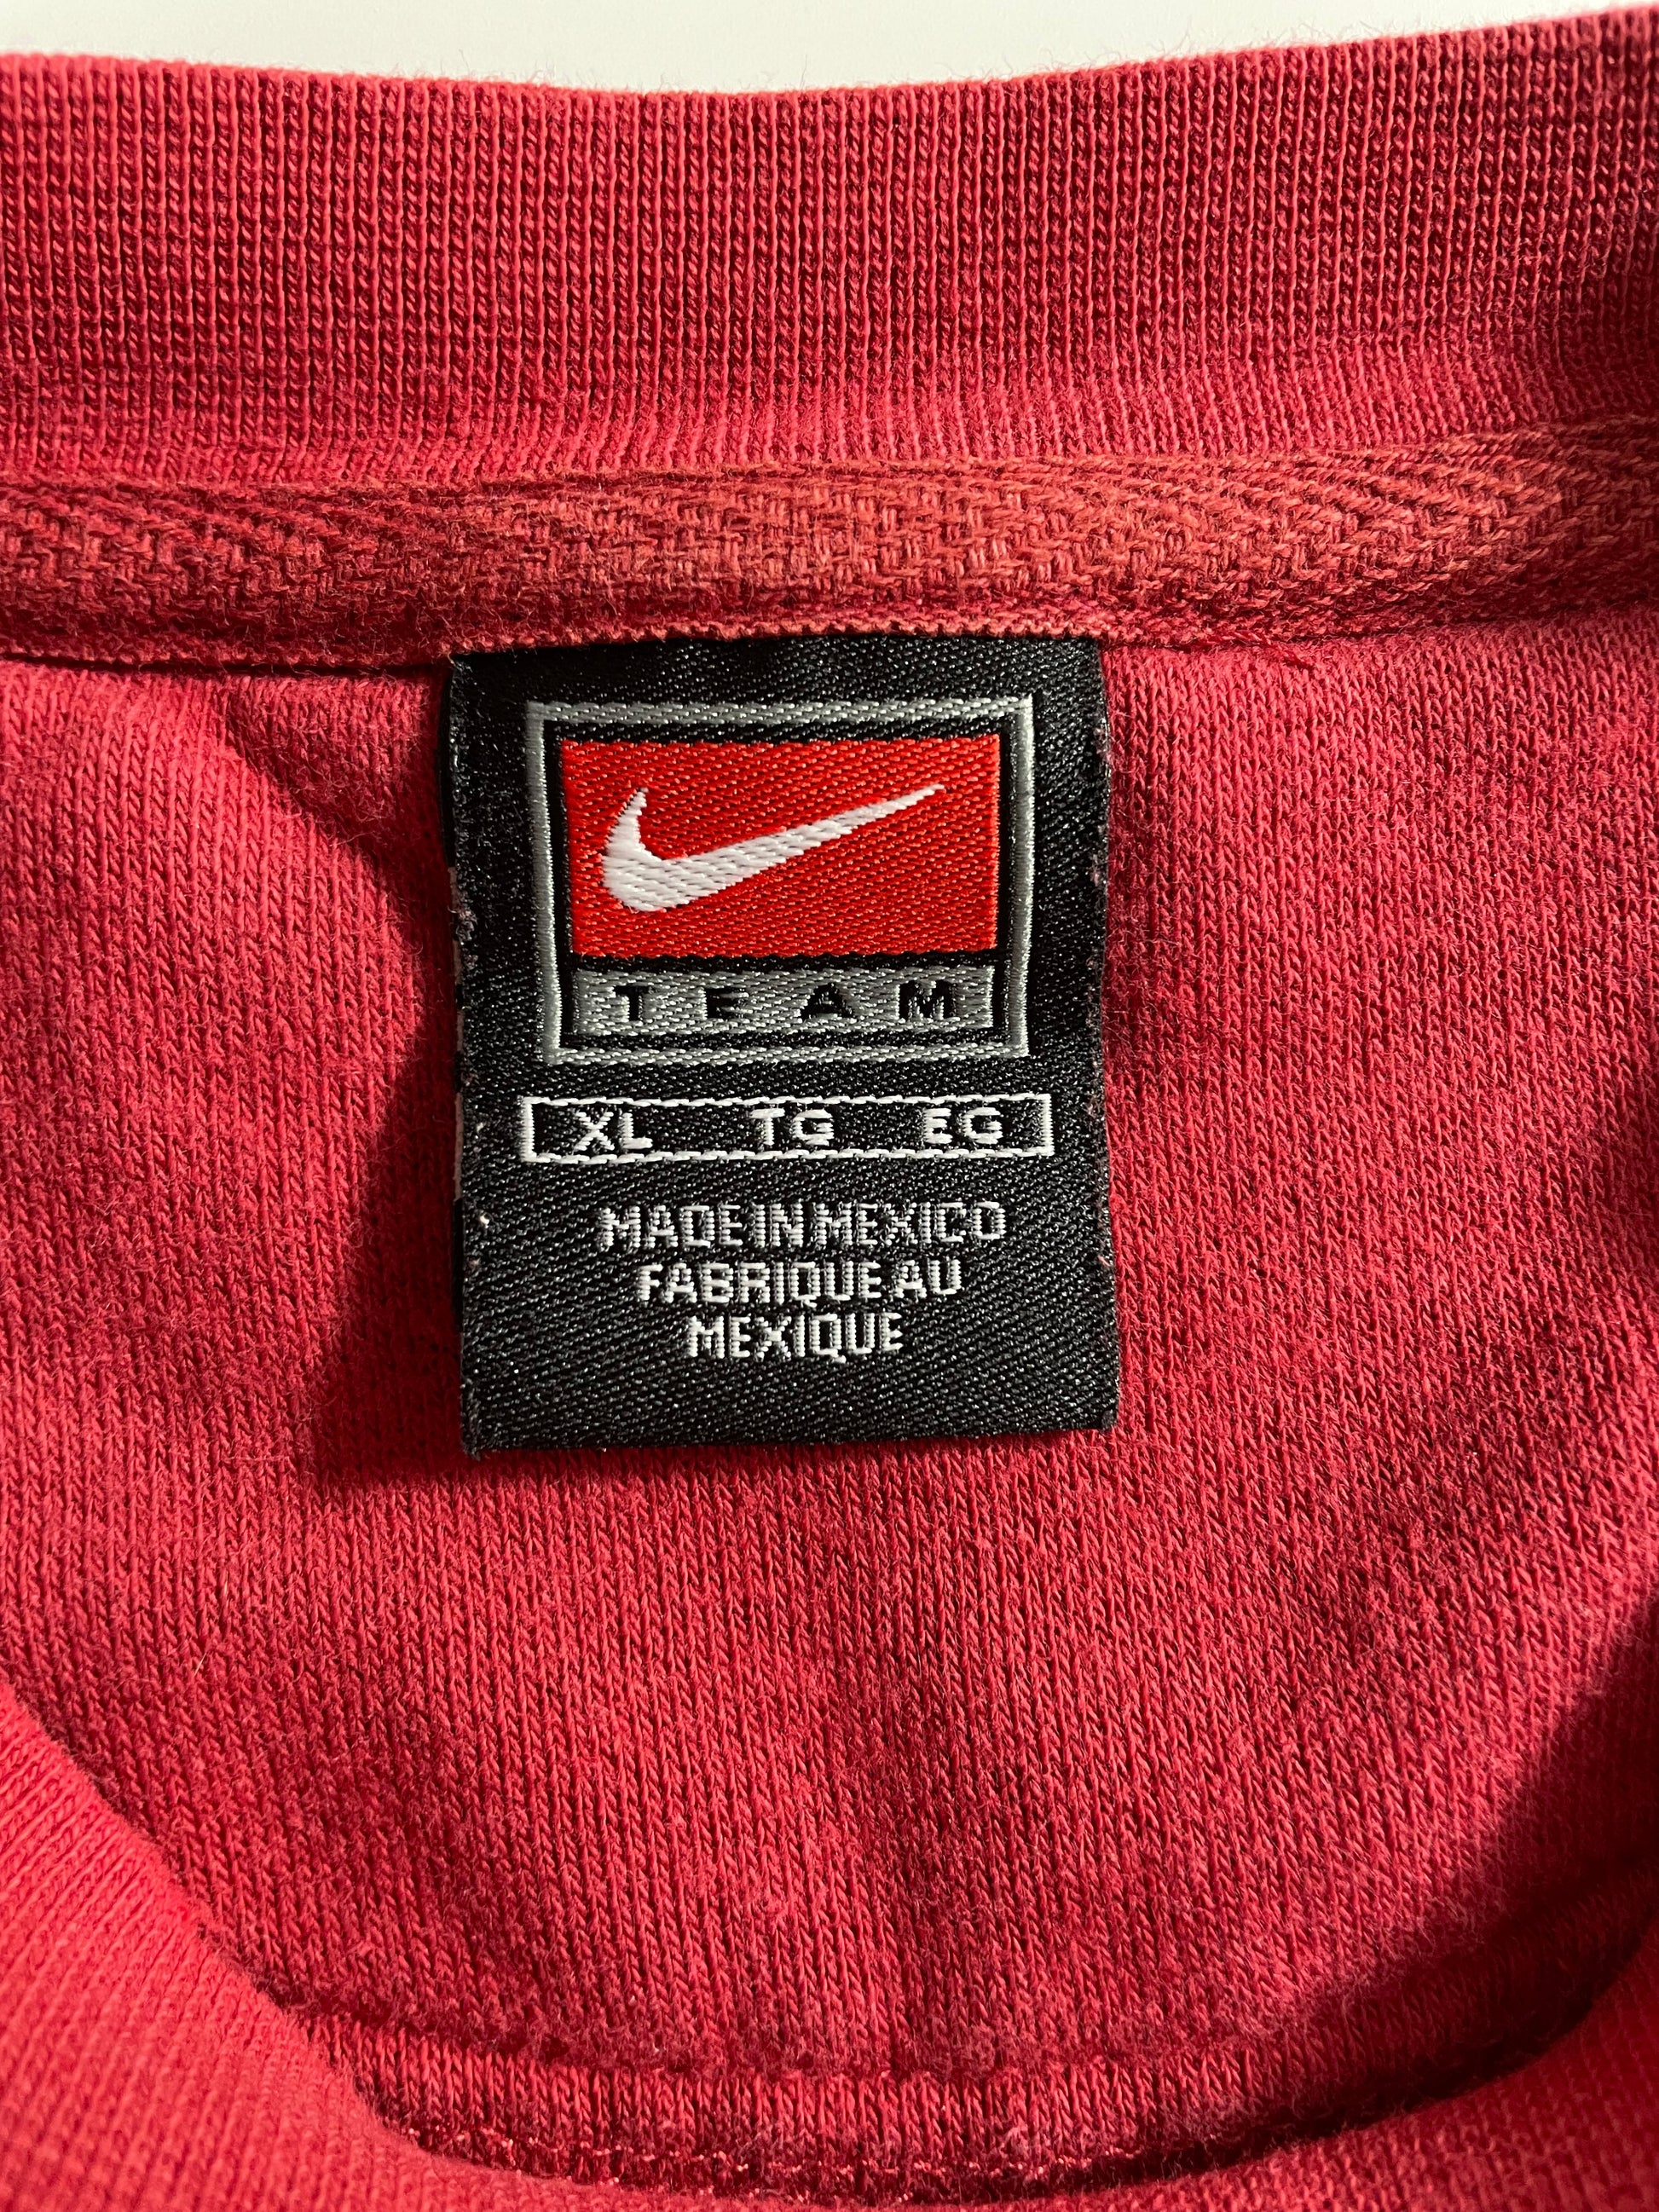 TEAM
XL TG EG
MADE IN MEXICO
FABRIQUE AU
MEXIQUE